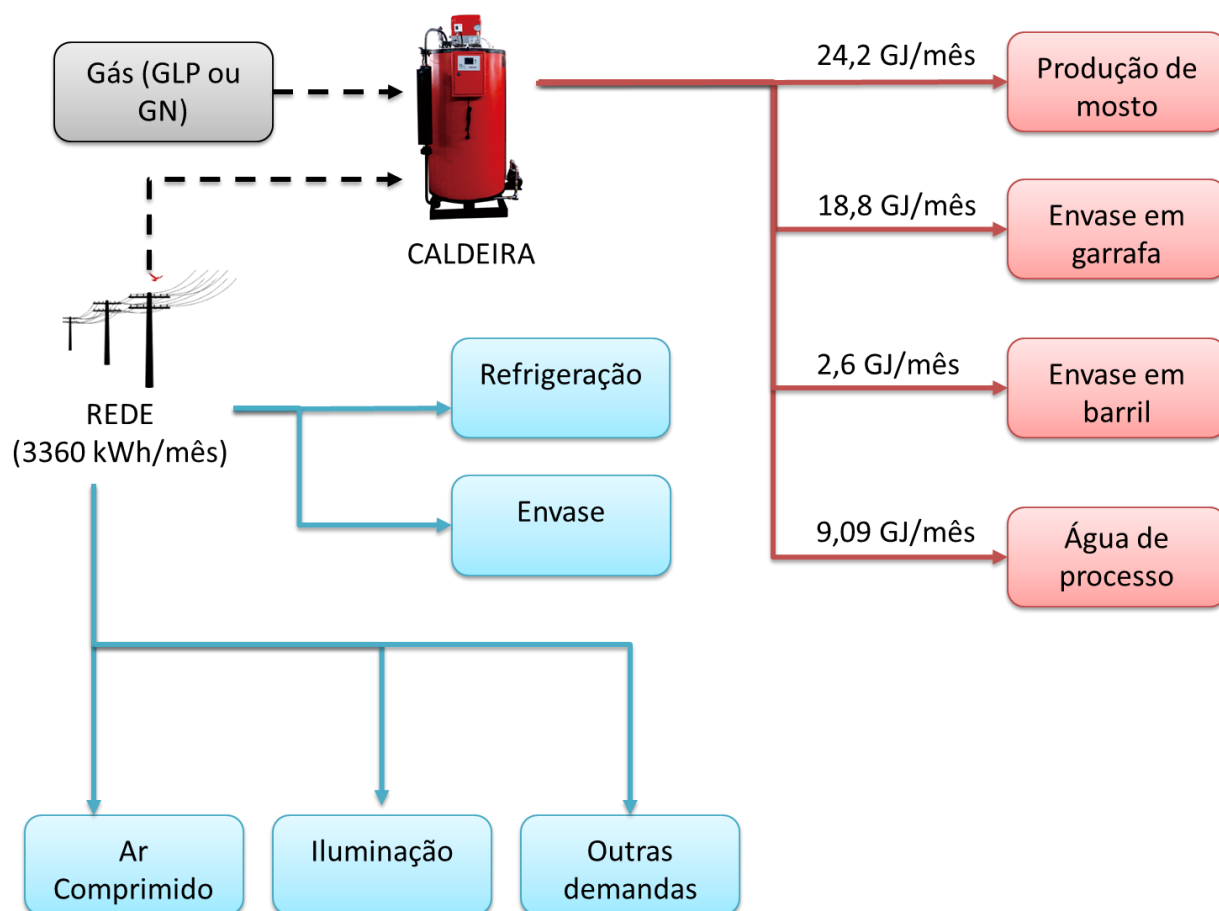 Gás (GLP ou
GN)
CALDEIRA
24,2 GJ/mês
Produção de
mosto
18,8 GJ/mês
Envase em
garrafa
2,6 GJ/mês
Envase em
barril
9,09 GJ/mês
Água de
processo
REDE
(3360 kWh/mês)
Refrigeração
Envase
Ar
Comprimido
Iluminação
Outras
demandas